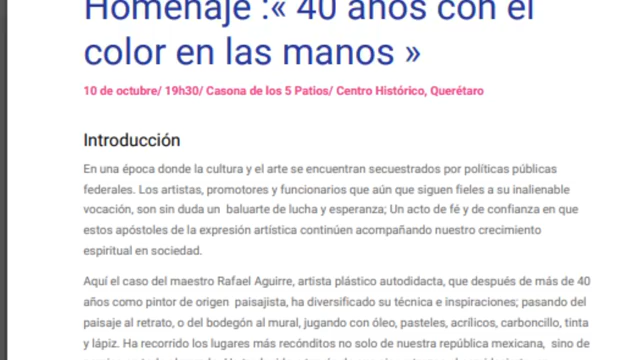 Homenaje :« 40 años con el
color en las manos »
10 de octubre/ 19h30/ Casona de los 5 Patios/ Centro Histórico, Querétaro
Introducción
En una época donde la cultura y el arte se encuentran secuestrados por políticas públicas
federales. Los artistas, promotores y funcionarios que aún que siguen fieles a su inalienable
vocación, son sin duda un baluarte de lucha y esperanza; Un acto de fé y de confianza en que
estos apóstoles de la expresión artística continúen acompañando nuestro crecimiento
espiritual en sociedad.
Aquí el caso del maestro Rafael Aguirre, artista plástico autodidacta, que después de más de 40
años como pintor de origen paisajista, ha diversificado su técnica e inspiraciones; pasando del
paisaje al retrato, o del bodegón al mural, jugando con óleo, pasteles, acrílicos, carboncillo, tinta
y lápiz. Ha recorrido los lugares más recónditos no solo de nuestra república mexicana, sino de